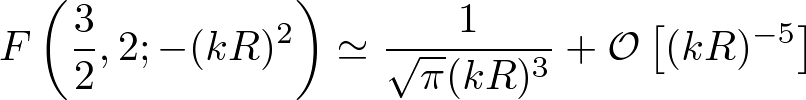 $F\left(\frac{3}{2}, 2; -(kR)^2\right) \simeq \frac{1}{\sqrt{\pi}(kR)^3} + \mathcal{O}\left[(kR)^{-5}\right]$